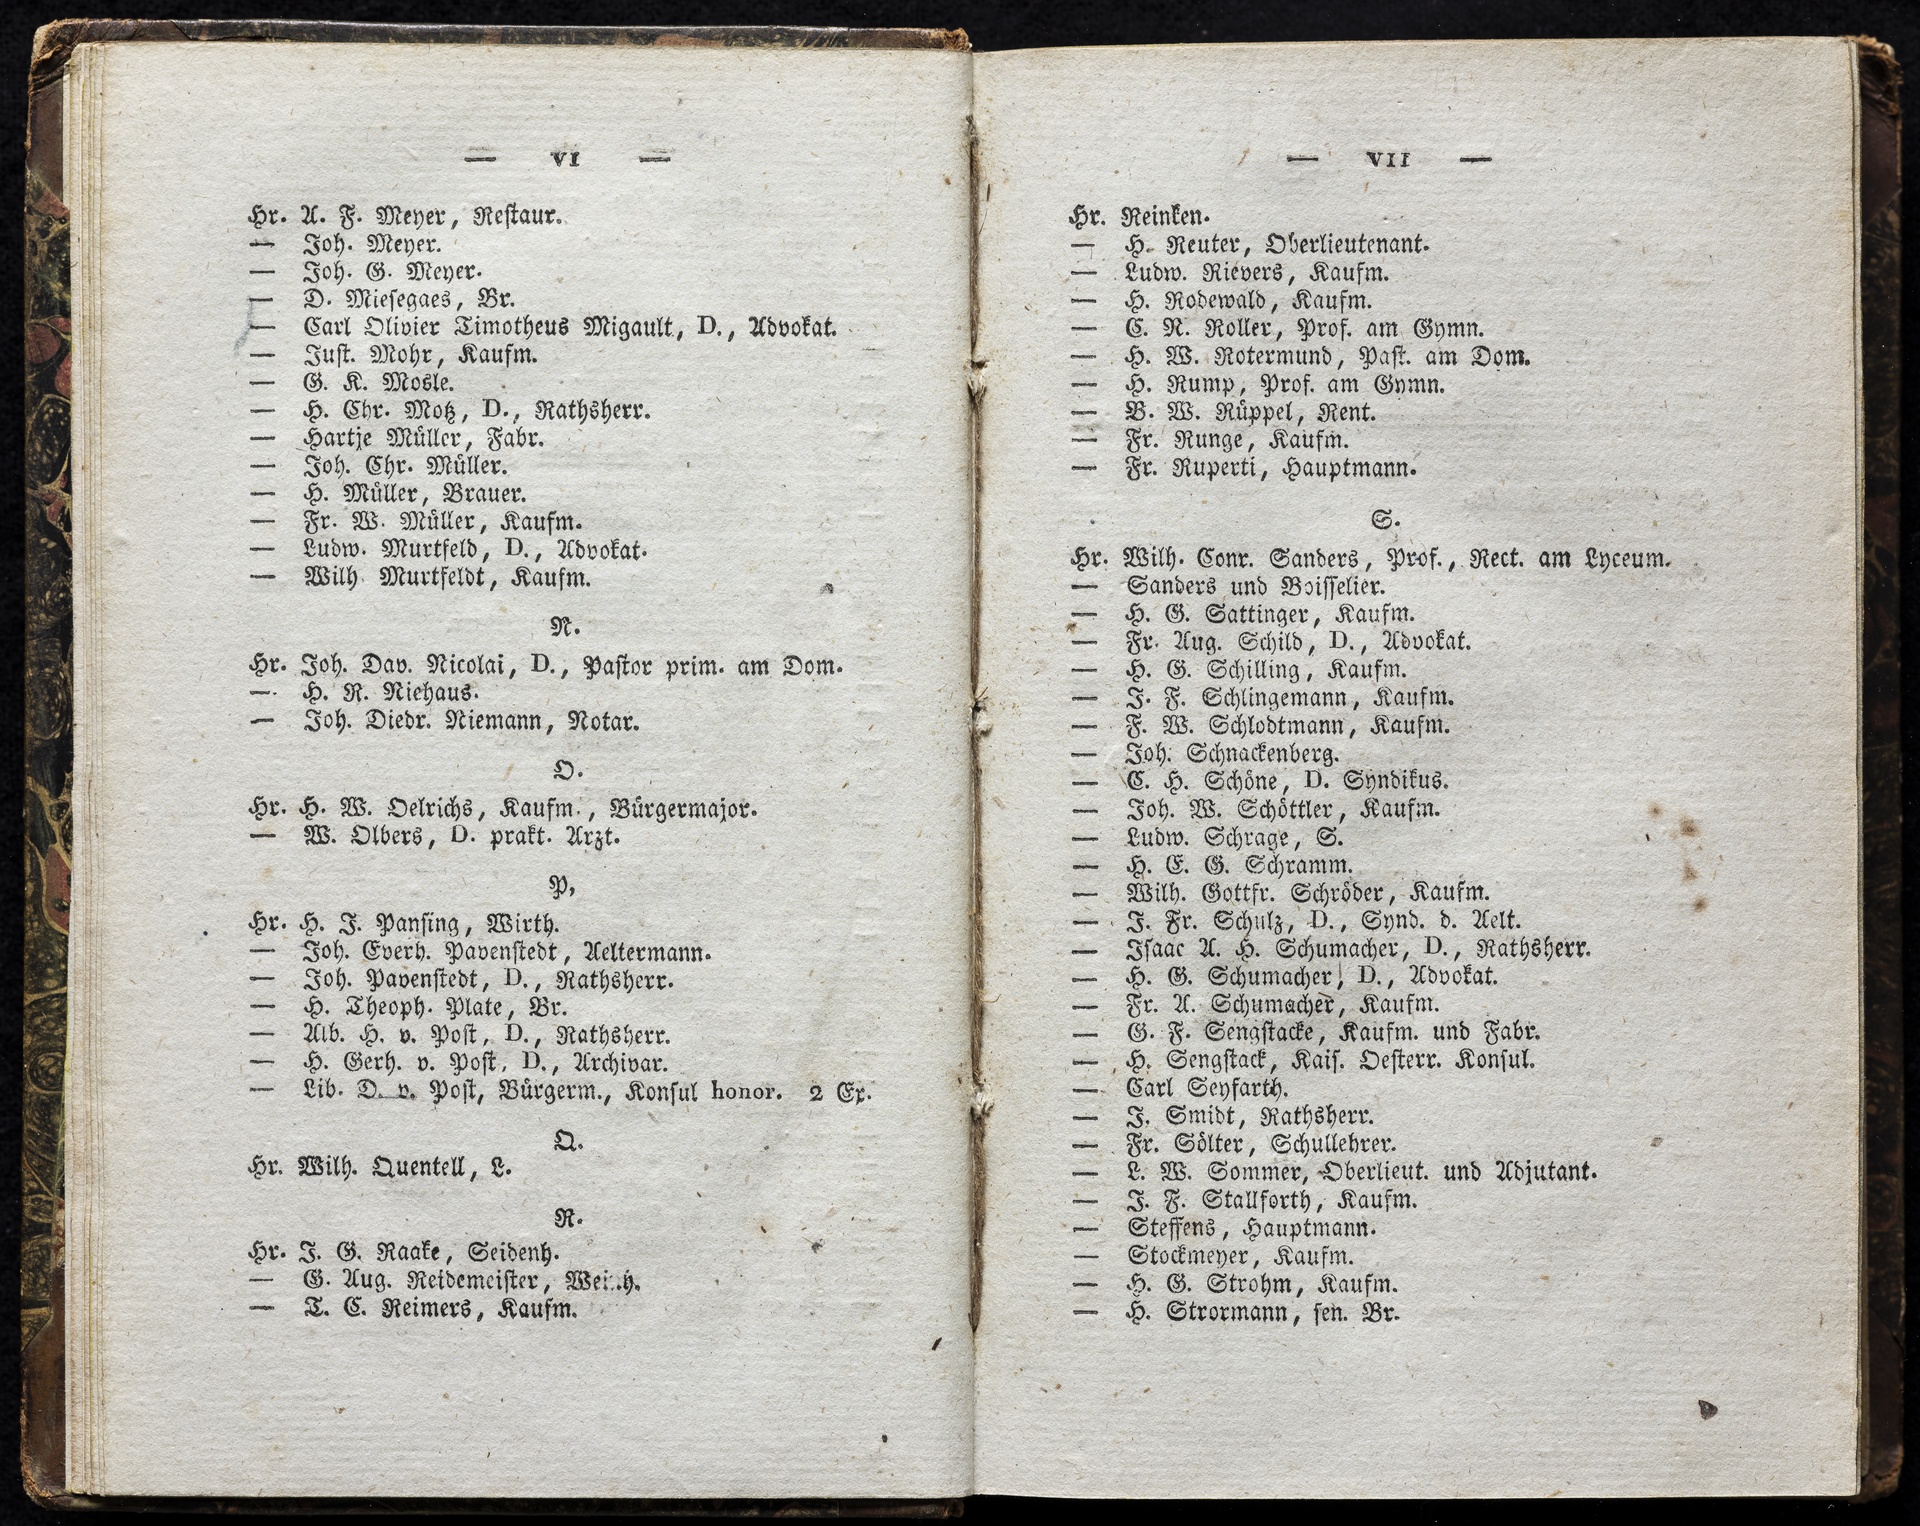 — VI —
Hr. A. F. Meyer, Reſtaur.
— Joh. Meyer.
— Joh. G. Meyer.
— D. Mieſegaes, Br.
— Carl Olivier Timotheus Migault, D., Advokat.
— Juſt. Mohr, Kaufm.
— G. K. Mosle.
— H. Chr. Motz, D., Rathsherr.
— Hartje Müller, Fabr.
— Joh. Chr. Müller.
— H. Müller, Brauer.
— Fr. W. Müller, Kaufm.
— Ludw. Murtfeld, D., Advokat.
— Wilh. Murtfeldt, Kaufm.
N.
Hr. Joh. Dav. Nicolai, D., Paſtor prim. am Dom.
— H. R. Niehaus.
— Joh. Diedr. Niemann, Notar.
O.
Hr. H. W. Oelrichs, Kaufm., Bürgermajor.
— W. Olbers, D. prakt. Arzt.
P,
Hr. H. J. Panſing, Wirth.
— Joh. Everh. Pavenſtedt, Aeltermann.
— Joh. Pavenſtedt, D., Rathsherr.
— H. Theoph. Plate, Br.
— Alb. H. v. Poſt, D., Rathsherr.
— H. Gerh. v. Poſt, D., Archivar.
— Lib. D. v. Poſt, Bürgerm., Konſul honor. 2 Ex.
Q.
Hr. Wilh. Quentell, L.
R.
Hr. J. G. Raake, Seidenh.
— G. Aug. Reidemeiſter,
— T. C. Reimers, Kaufm.
— VII —
Hr. Reinken.
— H. Reuter, Oberlieutenant.
— Ludw. Rievers, Kaufm.
— H. Rodewald, Kaufm.
— C. N. Roller, Prof. am Gymn.
— H. W. Rotermund, Paſt. am Dom.
— H. Rump, Prof. am Gymn.
— B. W. Rüppel, Rent.
— Fr. Runge, Kaufm.
— Fr. Ruperti, Hauptmann.
S.
Hr. Wilh. Conr. Sanders, Prof., Rect. am Lyceum.
— Sanders und Boiſſelier.
— H. G. Sattinger, Kaufm.
— Fr. Aug. Schild, D., Advokat.
— H. G. Schilling, Kaufm.
— J. F. Schlingemann, Kaufm.
— F. W. Schlodtmann, Kaufm.
— Joh. Schnackenberg.
— C. H. Schöne, D. Syndikus.
— Joh. W. Schöttler, Kaufm.
— Ludw. Schrage, S.
— H. E. G. Schramm.
— Wilh. Gottfr. Schröder, Kaufm.
— J. Fr. Schulz, D., Synd. d. Aelt.
— Iſaac A. H. Schumacher, D., Rathsherr.
— H. G. Schumacher, D., Advokat.
— Fr. A. Schumacher, Kaufm.
— G. F. Sengſtacke, Kaufm. und Fabr.
— H. Sengſtack, Kaiſ. Oeſterr. Konſul.
— Carl Seyfarth.
— J. Smidt, Rathsherr.
— Fr. Sölter, Schullehrer.
— L. W. Sommer, Oberlieut. und Adjutant.
— J. F. Stallforth, Kaufm.
— Steffens, Hauptmann.
— Stockmeyer, Kaufm.
— H. G. Strohm, Kaufm.
— H. Strormann, ſen. Br.